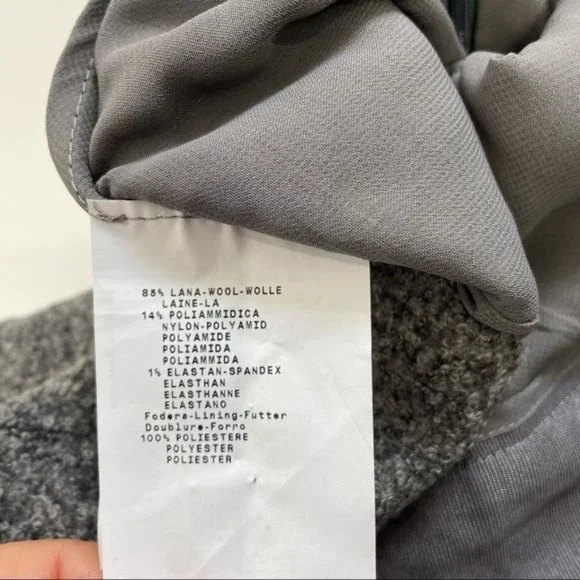 85% LANA-WOOL-WOLLE
LAINE-LA
14% POLIAMMIDICA
NYLON-POLYAMID
POLYAMIDE
POLIAMIDA
POLIAMMIDA
1% ELASTAN-SPANDEX
ELASTHAN
ELASTHANNE
ELASTANO
Fodera-Lining-Futter
Doublure-Forro
100% POLIESTERE
POLYESTER
POLIESTER